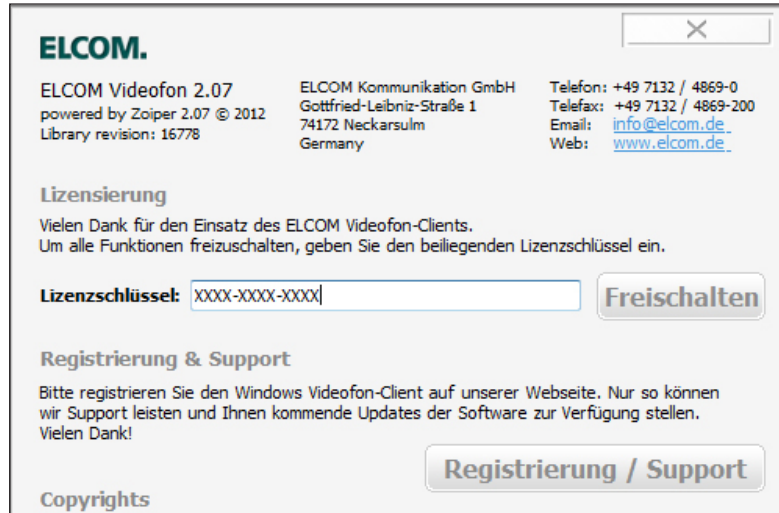 ELCOM.
ELCOM Videofon 2.07
powered by Zoiper 2.07 © 2012
Library revision: 16778
ELCOM Kommunikation GmbH
Gottfried-Leibniz-Straße 1
74172 Neckarsulm
Germany
Telefon: +49 7132 / 4869-0
Telefax: +49 7132 / 4869-200
Email: info@elcom.de
Web: www.elcom.de
Lizensierung
Vielen Dank für den Einsatz des ELCOM Videofon-Clients.
Um alle Funktionen freizuschalten, geben Sie den beiliegenden Lizenzschlüssel ein.
Lizenzschlüssel: XXXX-XXXX-XXXX
Freischalten
Registrierung & Support
Bitte registrieren Sie den Windows Videofon-Client auf unserer Webseite. Nur so können
wir Support leisten und Ihnen kommende Updates der Software zur Verfügung stellen.
Vielen Dank!
Registrierung / Support
Copyrights